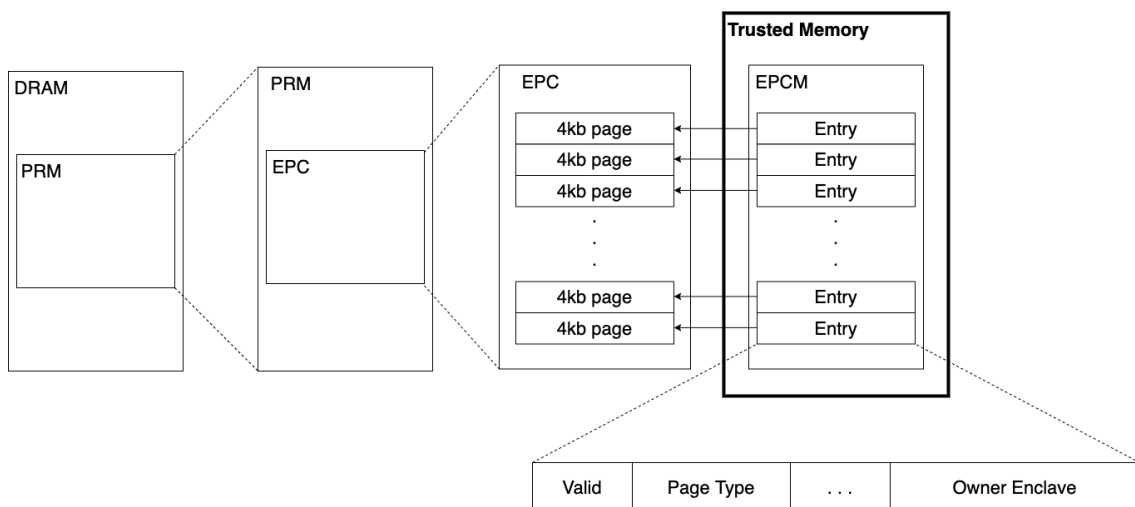 Trusted Memory
DRAM
PRM
EPC
EPCM
PRM
EPC
4kb page
Entry
4kb page
Entry
4kb page
Entry
.
.
.
.
.
.
4kb page
Entry
4kb page
Entry
Valid
Page Type
. . .
Owner Enclave